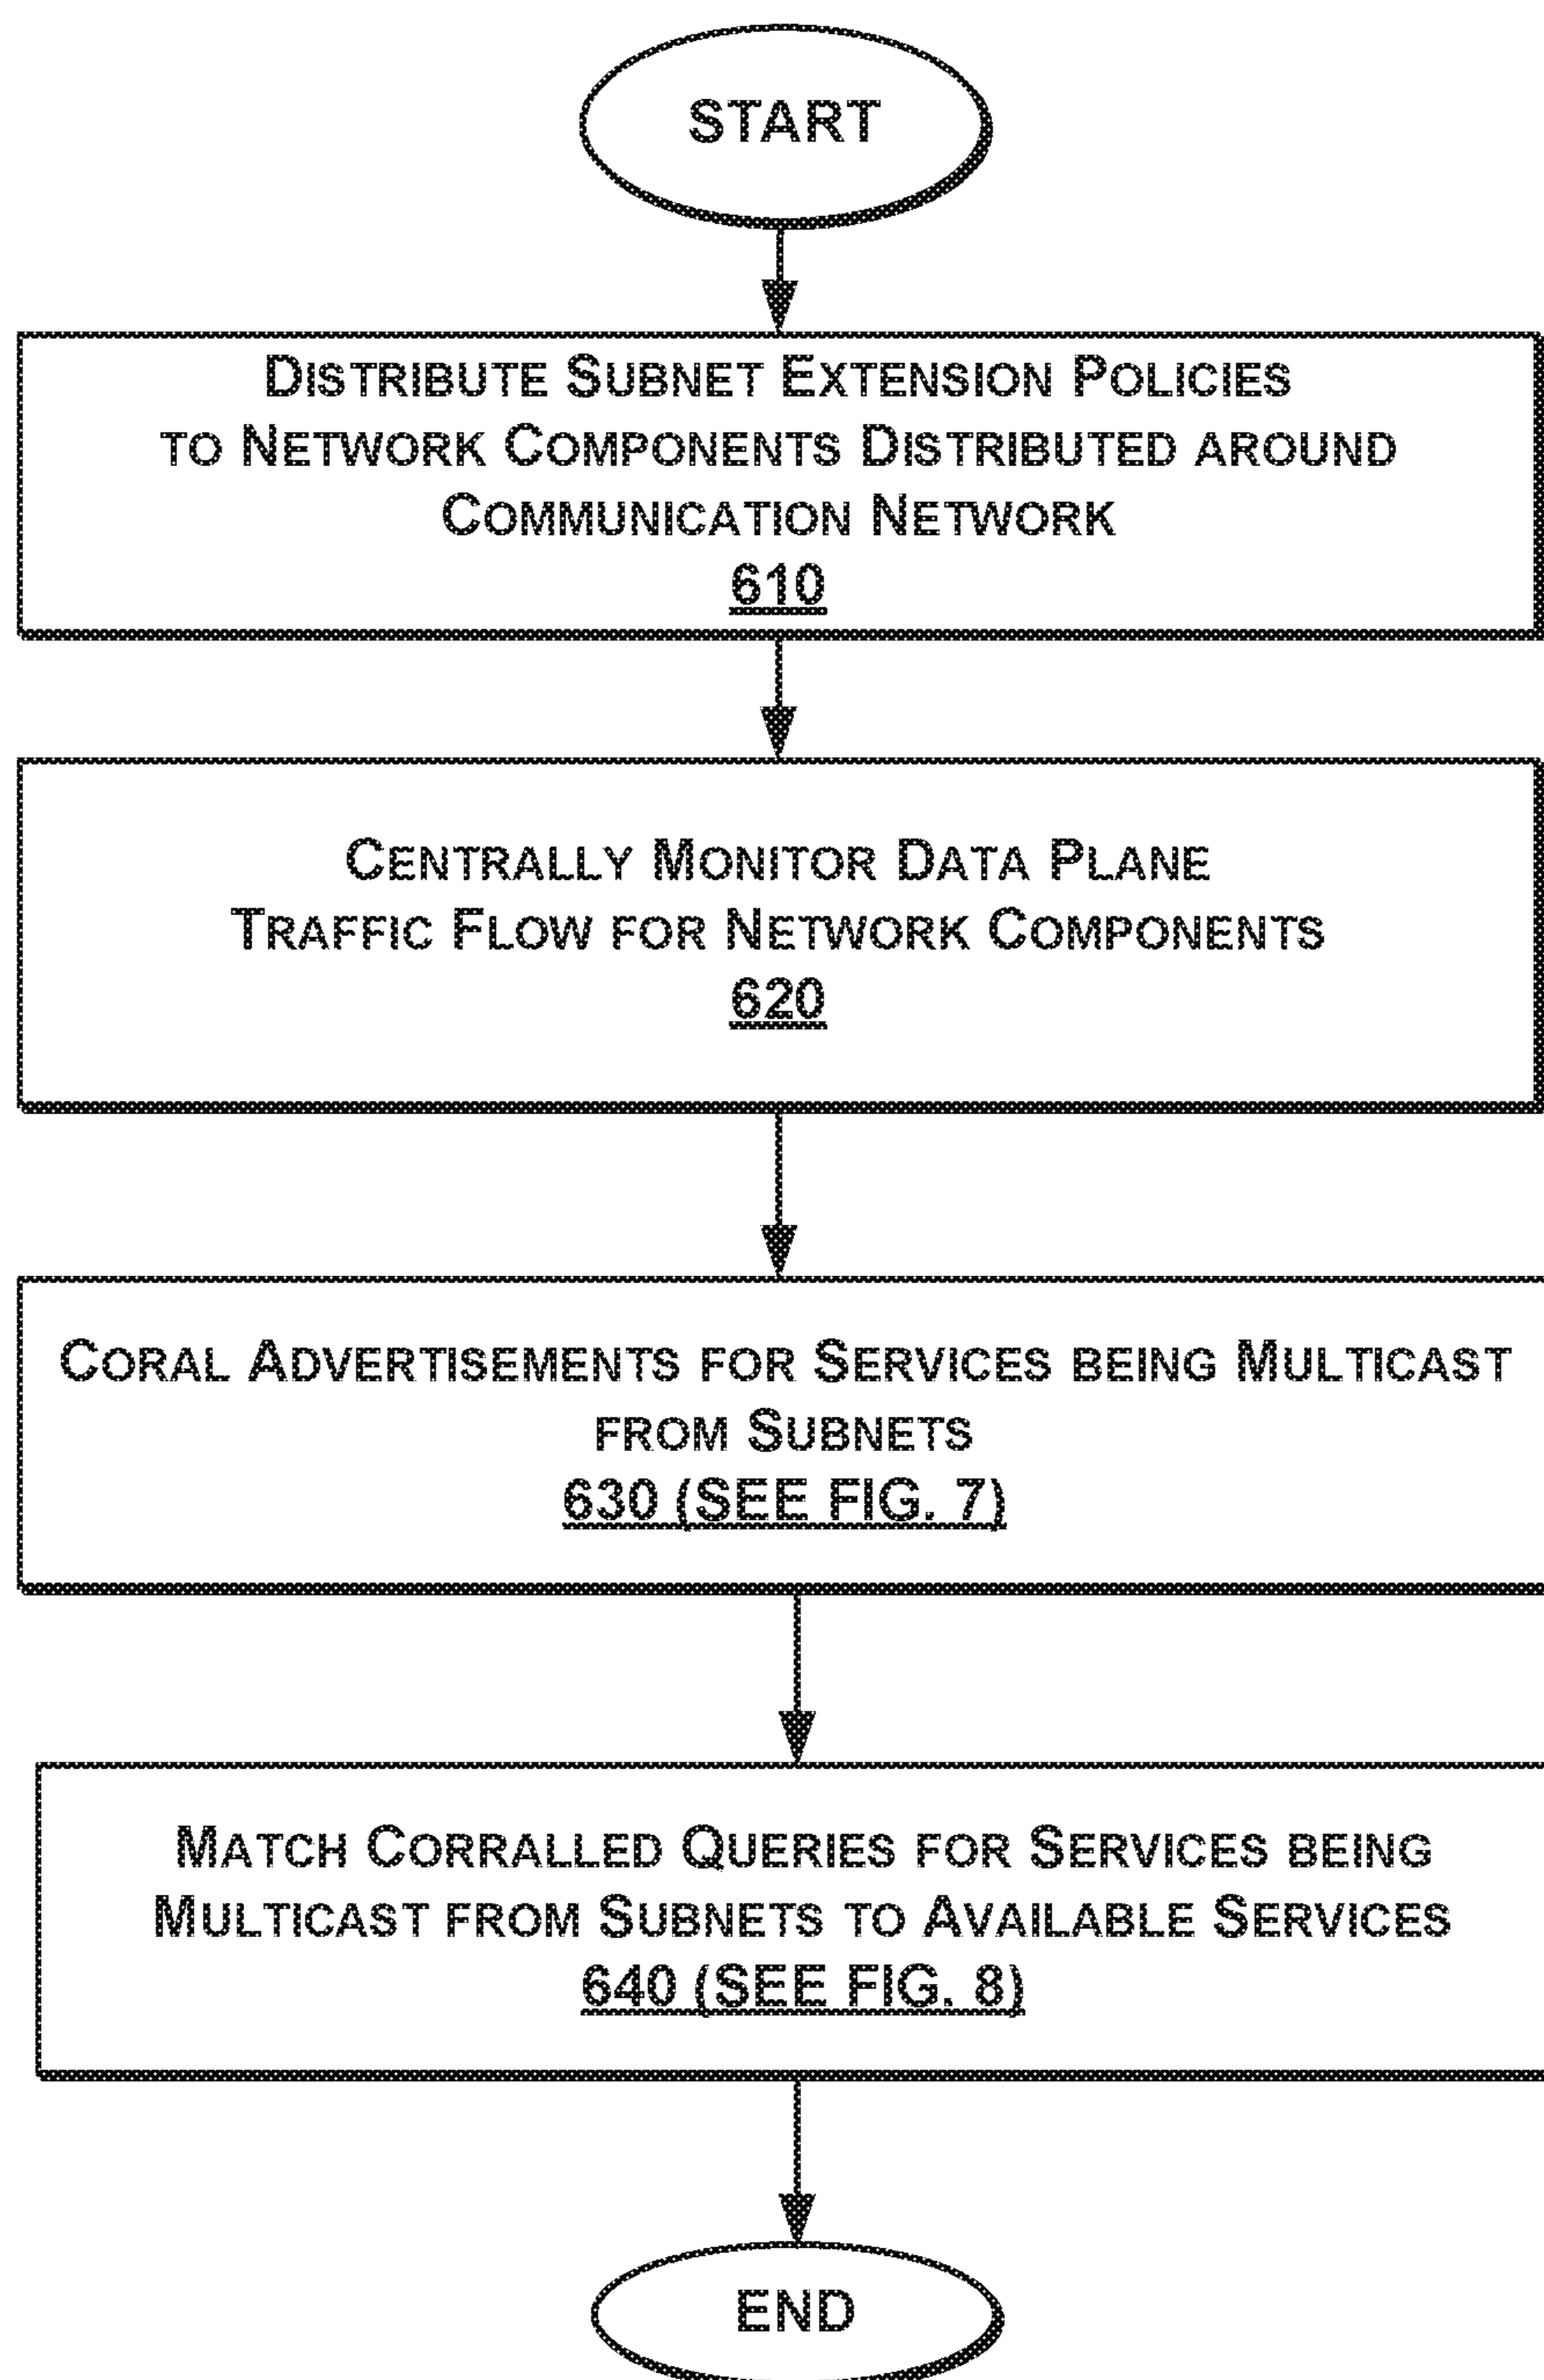 START
DISTRIBUTE SUBNET EXTENSION POLICIES
TO NETWORK COMPONENTS DISTRIBUTED AROUND
COMMUNICATION NETWORK
610
CENTRALLY MONITOR DATA PLANE
TRAFFIC FLOW FOR NETWORK COMPONENTS
620
CORAL ADVERTISEMENTS FOR SERVICES BEING MULTICAST
FROM SUBNETS
630 (SEE FIG. 7)
MATCH CORRALLED QUERIES FOR SERVICES BEING
MULTICAST FROM SUBNETS TO AVAILABLE SERVICES
640 (SEE FIG. 8)
END